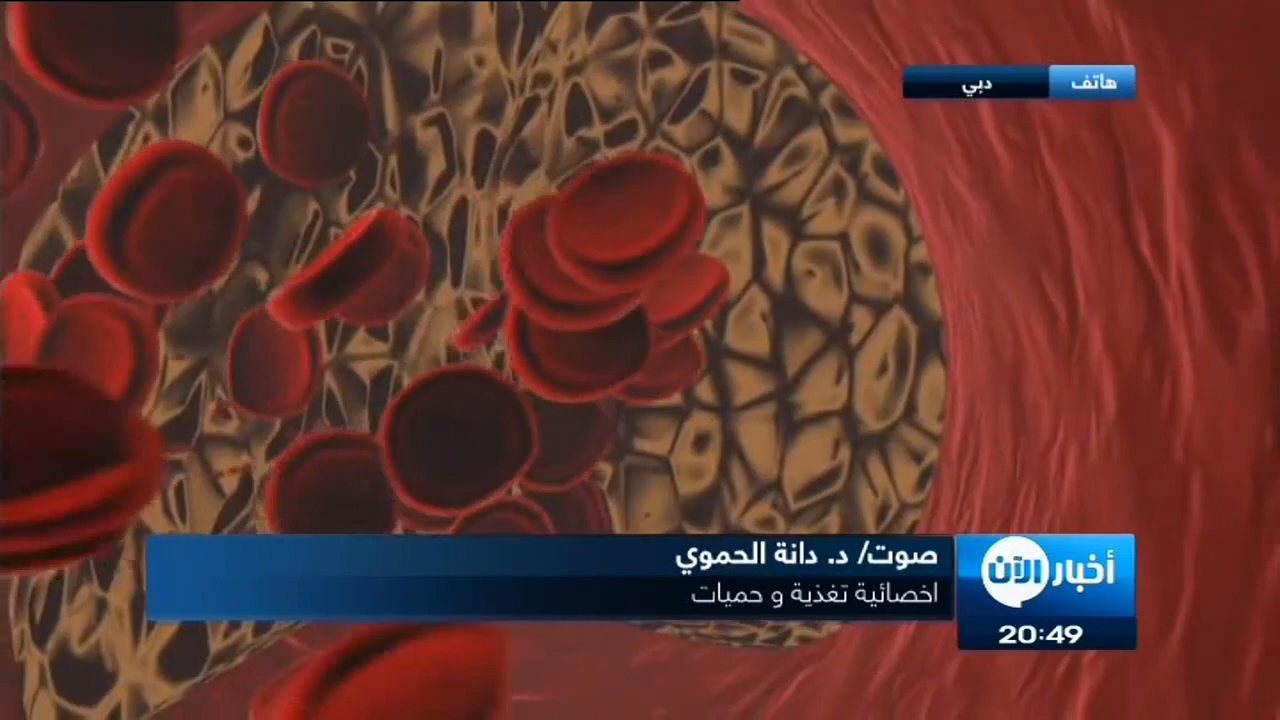 هاتف دبي
صوت/ د. دانة الحموي
اخصائية تغذية و حميات
أخبار الآن
20:49